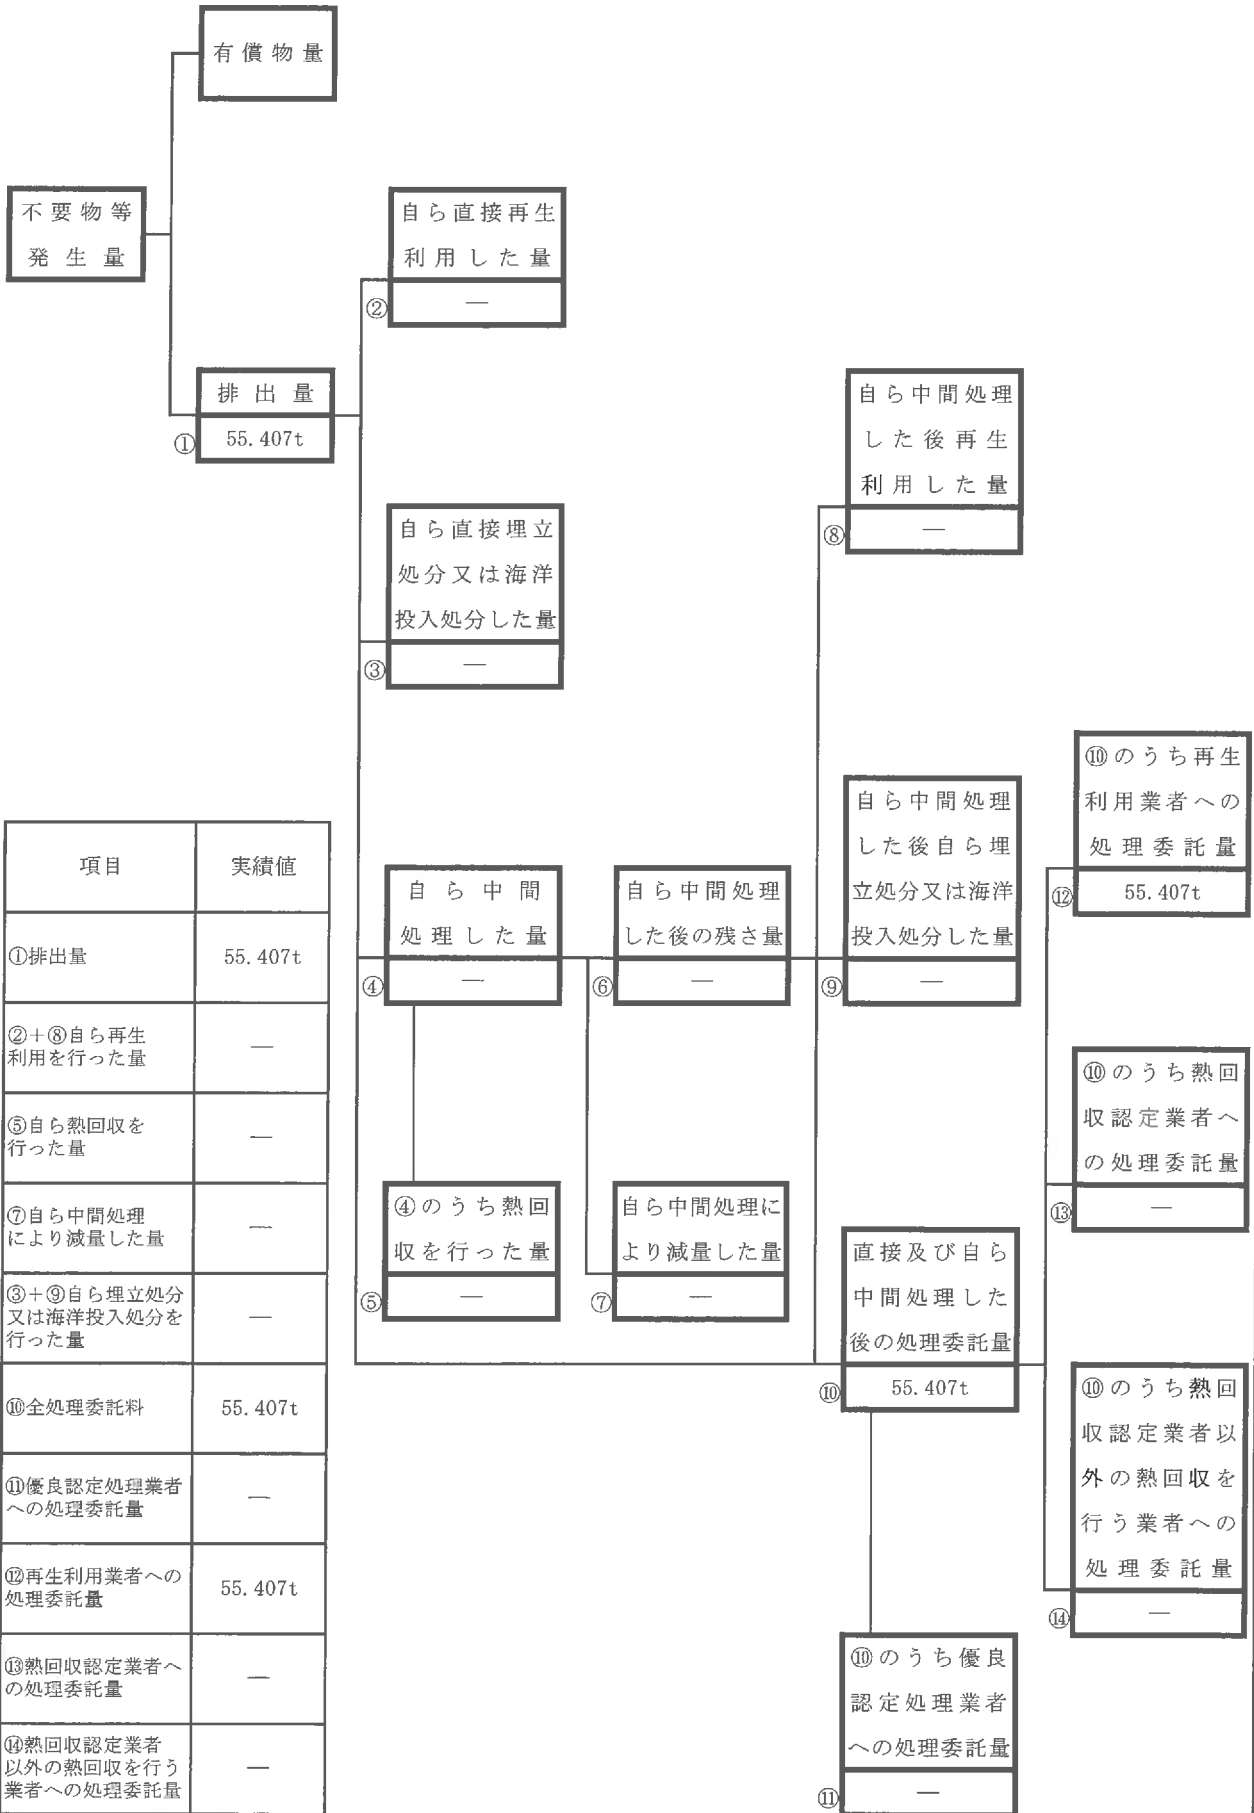 有償物量
不要物等
発生量
排出量
① 55.407t
自ら直接再生
利用した量
② —
自ら直接埋立
処分又は海洋
投入処分した量
③ —
自ら中間
処理した量
④ —
④のうち熱回
収を行った量
⑤ —
自ら中間処理
した後の残さ量
⑥ —
自ら中間処理に
より減量した量
⑦ —
自ら中間処理
した後再生
利用した量
⑧ —
自ら中間処理
した後自ら埋
立処分又は海洋
投入処分した量
⑨ —
直接及び自ら
中間処理した
後の処理委託量
⑩ 55.407t
⑩のうち優良
認定処理業者
への処理委託量
⑪ —
⑩のうち再生
利用業者への
処理委託量
⑫ 55.407t
⑩のうち熱回
収認定業者へ
の処理委託量
⑬ —
⑩のうち熱回
収認定業者以
外の熱回収を
行う業者への
処理委託量
⑭ —
項目 実績値
①排出量 55.407t
②+⑧自ら再生
利用を行った量 —
⑤自ら熱回収を
行った量 —
⑦自ら中間処理
により減量した量 —
③+⑨自ら埋立処分
又は海洋投入処分を
行った量 —
⑩全処理委託料 55.407t
⑪優良認定処理業者
への処理委託量 —
⑫再生利用業者への
処理委託量 55.407t
⑬熱回収認定業者へ
の処理委託量 —
⑭熱回収認定業者
以外の熱回収を行う
業者への処理委託量 —